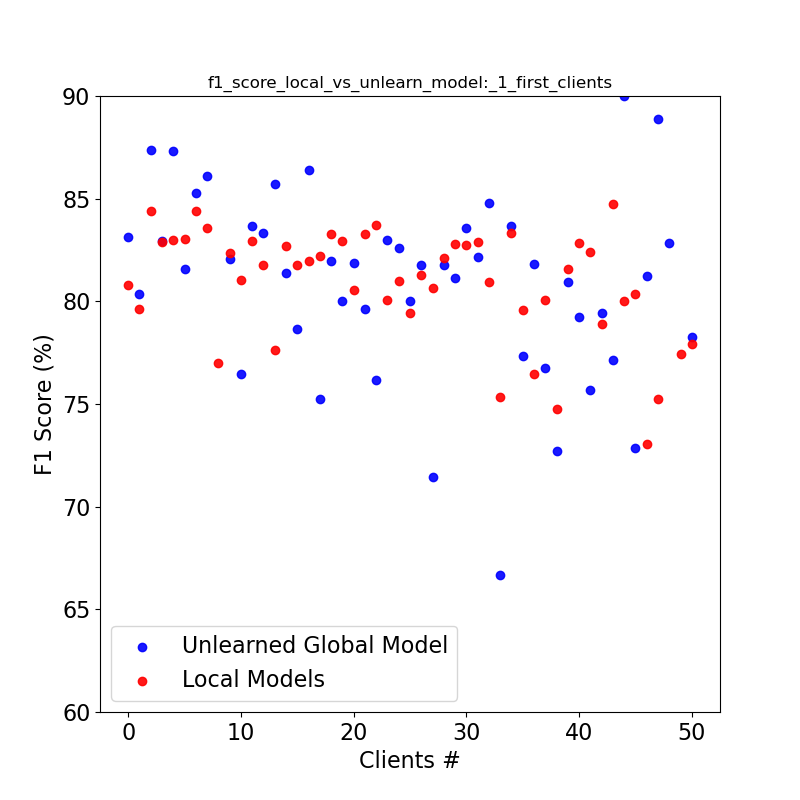 f1_score_local_vs_unlearn_model:_1_first_clients
90
85
80
75
70
65
60
F1 Score (%)
Unlearned Global Model
Local Models
0 10 20 30 40 50
Clients #